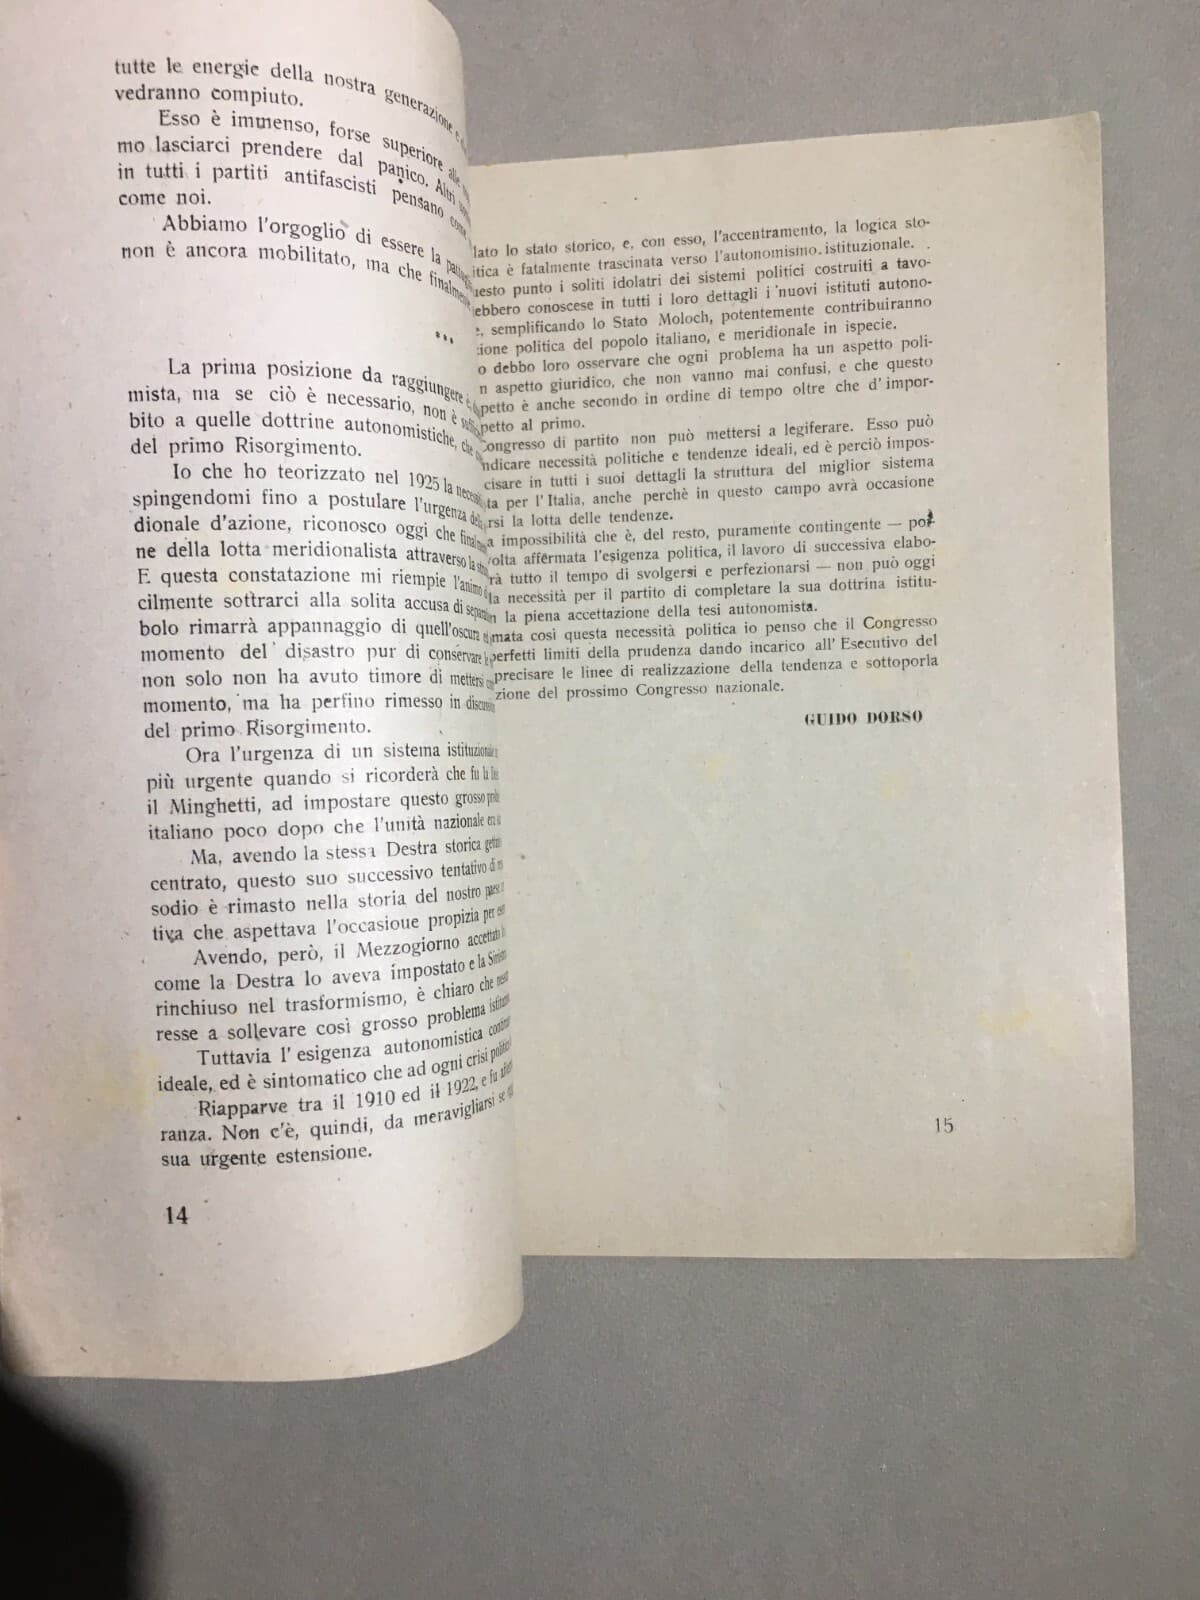 tutte le energie della nostra generazione e
vedranno compiuto.
Esso è immenso, forse superiore alle
mo lasciarci prendere dal panico. Altri
in tutti i partiti antifascisti pensano come
come noi.
Abbiamo l'orgoglio di essere la
non è ancora mobilitato, ma che finalmente
***
La prima posizione da raggiungere è
mista, ma se ciò è necessario, non è
bito a quelle dottrine autonomistiche, che
del primo Risorgimento.
Io che ho teorizzato nel 1925 la
spingendomi fino a postulare l'urgenza
dionale d'azione, riconosco oggi che
ne della lotta meridionalista attraverso la
E questa constatazione mi riempie l'animo
cilmente sottrarci alla solita accusa di
bolo rimarrà appannaggio di quell'oscura
momento del disastro pur di conservare
non solo non ha avuto timore di mettersi
momento, ma ha perfino rimesso in
del primo Risorgimento.
Ora l'urgenza di un sistema istituzionale
più urgente quando si ricorderà che fu la
il Minghetti, ad impostare questo grosso
italiano poco dopo che l'unità nazionale
Ma, avendo la stessa Destra storica
centrato, questo suo successivo tentativo di
sodio è rimasto nella storia del nostro paese
tiva che aspettava l'occasioue propizia per
Avendo, però, il Mezzogiorno accettato
come la Destra lo aveva impostato e la
rinchiuso nel trasformismo, è chiaro che
resse a sollevare così grosso problema
Tuttavia l'esigenza autonomistica
ideale, ed è sintomatico che ad ogni crisi
Riapparve tra il 1910 ed il 1922, e fu
ranza. Non c'è, quindi, da meravigliarsi se
sua urgente estensione.
14
lato lo stato storico, e, con esso, l'accentramento, la logica sto-
itica è fatalmente trascinata verso l'autonomismo istituzionale.
uesto punto i soliti idolatri dei sistemi politici costruiti a tavo-
ebbero conoscese in tutti i loro dettagli i nuovi istituti autono-
e, semplificando lo Stato Moloch, potentemente contribuiranno
zione politica del popolo italiano, e meridionale in ispecie.
o debbo loro osservare che ogni problema ha un aspetto poli-
n aspetto giuridico, che non vanno mai confusi, e che questo
petto è anche secondo in ordine di tempo oltre che d'impor-
petto al primo.
Congresso di partito non può mettersi a legiferare. Esso può
ndicare necessità politiche e tendenze ideali, ed è perciò impos-
cisare in tutti i suoi dettagli la struttura del miglior sistema
ta per l'Italia, anche perchè in questo campo avrà occasione
rsi la lotta delle tendenze.
a impossibilità che è, del resto, puramente contingente — poi
olta affermata l'esigenza politica, il lavoro di successiva elabo-
rà tutto il tempo di svolgersi e perfezionarsi — non può oggi
la necessità per il partito di completare la sua dottrina istitu-
n la piena accettazione della tesi autonomista.
mata così questa necessità politica io penso che il Congresso
perfetti limiti della prudenza dando incarico all'Esecutivo del
precisare le linee di realizzazione della tendenza e sottoporla
zione del prossimo Congresso nazionale.
GUIDO DORSO
15